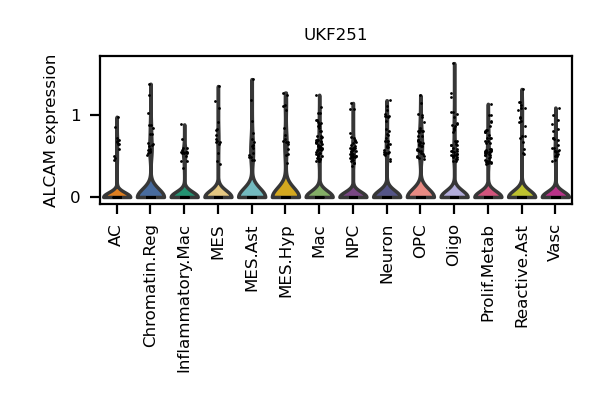 UKF251
ALCAM expression
1
0
AC
Chromatin.Reg
Inflammatory.Mac
MES
MES.Ast
MES.Hyp
Mac
NPC
Neuron
OPC
Oligo
Prolif.Metab
Reactive.Ast
Vasc